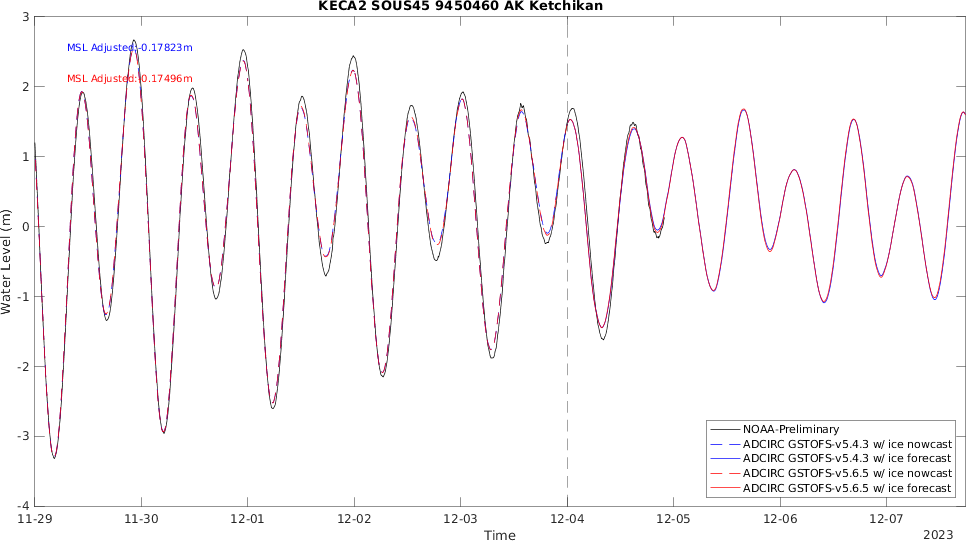 KECA2 SOUS45 9450460 AK Ketchikan
MSL Adjusted:-0.17823m
MSL Adjusted:-0.17496m
Water Level (m)
3
2
1
0
-1
-2
-3
-4
11-29
11-30
12-01
12-02
12-03
12-04
12-05
12-06
12-07
Time
2023
NOAA-Preliminary
ADCIRC GSTOFS-v5.4.3 w/ ice nowcast
ADCIRC GSTOFS-v5.4.3 w/ ice forecast
ADCIRC GSTOFS-v5.6.5 w/ ice nowcast
ADCIRC GSTOFS-v5.6.5 w/ ice forecast